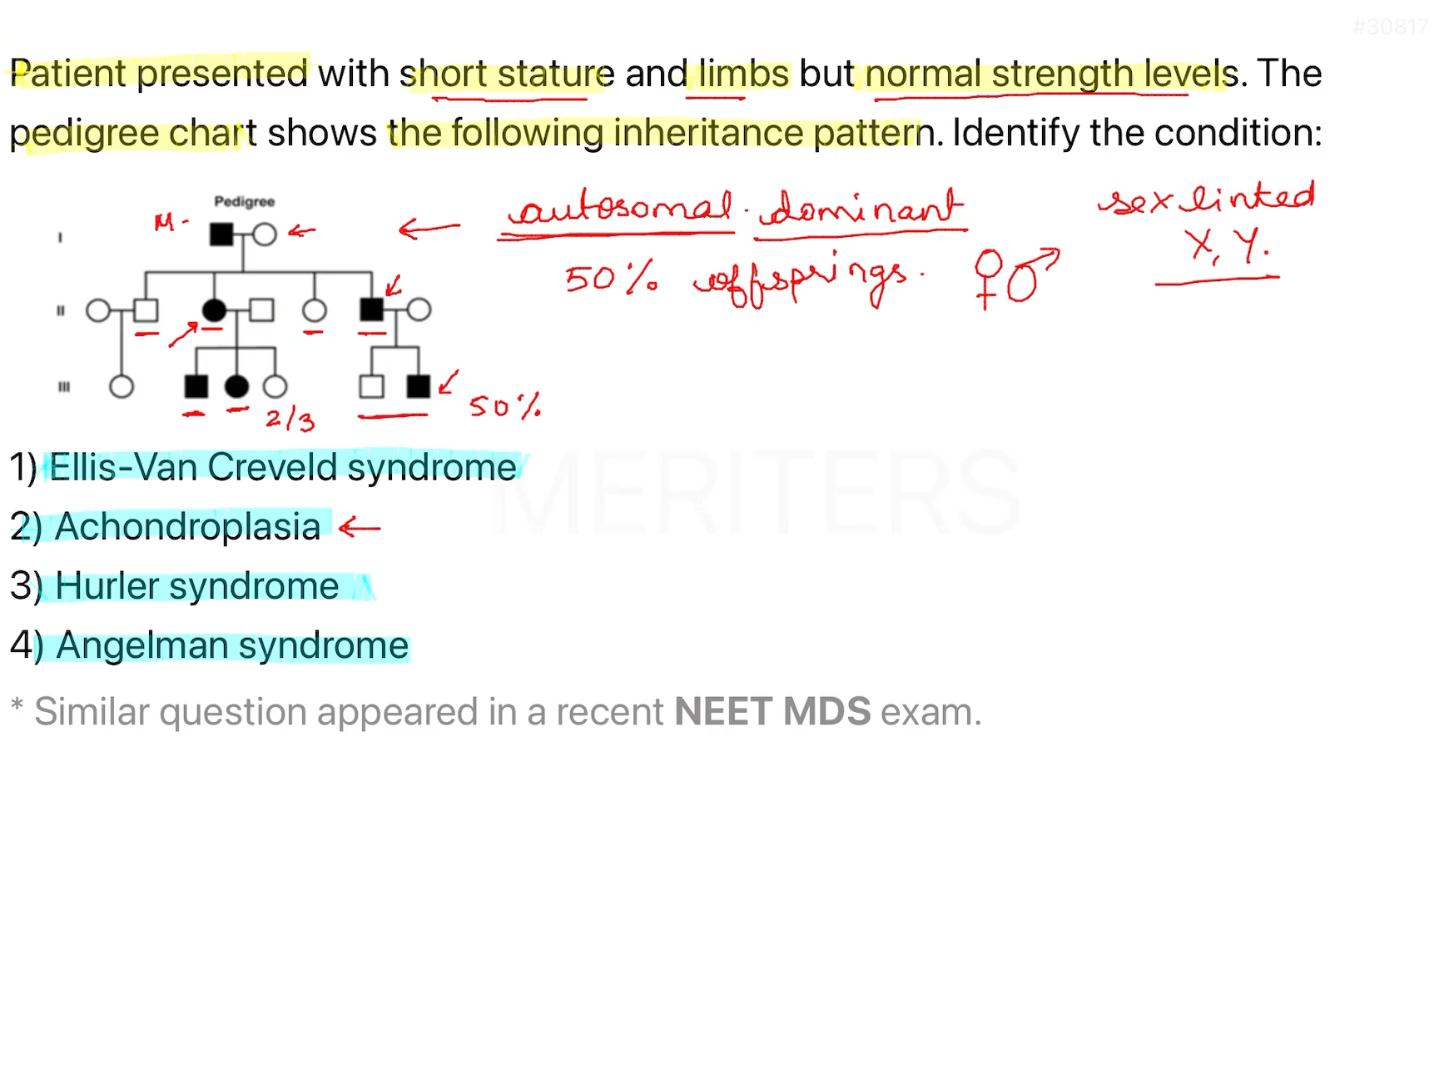 #30817
Patient presented with short stature and limbs but normal strength levels. The
pedigree chart shows the following inheritance pattern. Identify the condition:
Pedigree
M-
autosomal. dominant
sex linted
X, Y.
50% offsprings.
I
II
III
2/3
50%
1) Ellis-Van Creveld syndrome
2) Achondroplasia
3) Hurler syndrome
4) Angelman syndrome
MERITERS
* Similar question appeared in a recent NEET MDS exam.